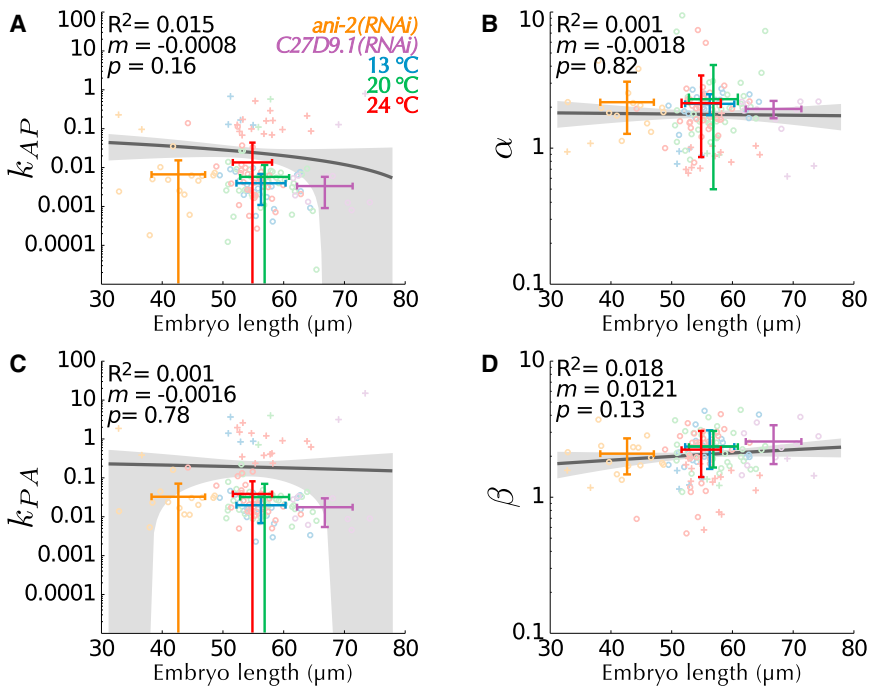 A
100
10
1
0.1
0.01
0.001
0.0001
k_AP
R²= 0.015
m = -0.0008
p = 0.16
ani-2(RNAi)
C27D9.1(RNAi)
13 °C
20 °C
24 °C
30 40 50 60 70 80
Embryo length (µm)
B
10
1
0.1
α
R²= 0.001
m = -0.0018
p= 0.82
30 40 50 60 70 80
Embryo length (µm)
C
100
10
1
0.1
0.01
0.001
0.0001
k_PA
R²= 0.001
m = -0.0016
p= 0.78
30 40 50 60 70 80
Embryo length (µm)
D
10
1
0.1
β
R²= 0.018
m = 0.0121
p = 0.13
30 40 50 60 70 80
Embryo length (µm)